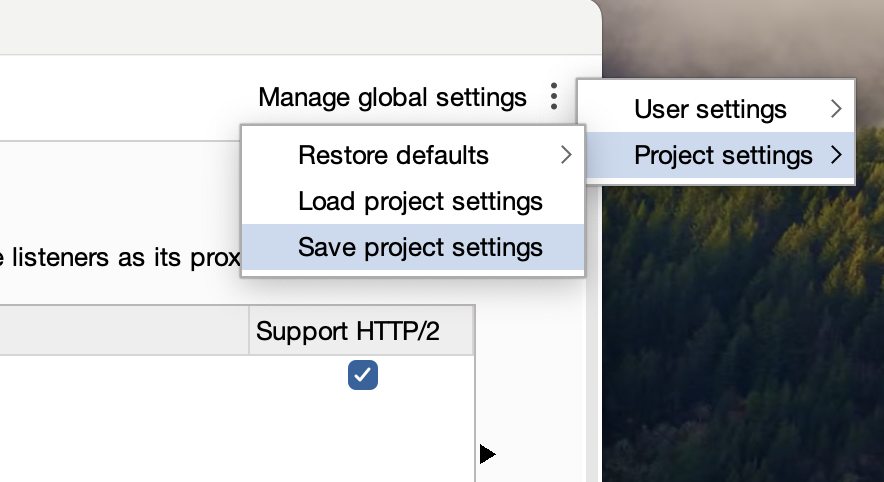 Manage global settings
User settings
Project settings
Restore defaults
Load project settings
Save project settings
listeners as its prox
Support HTTP/2